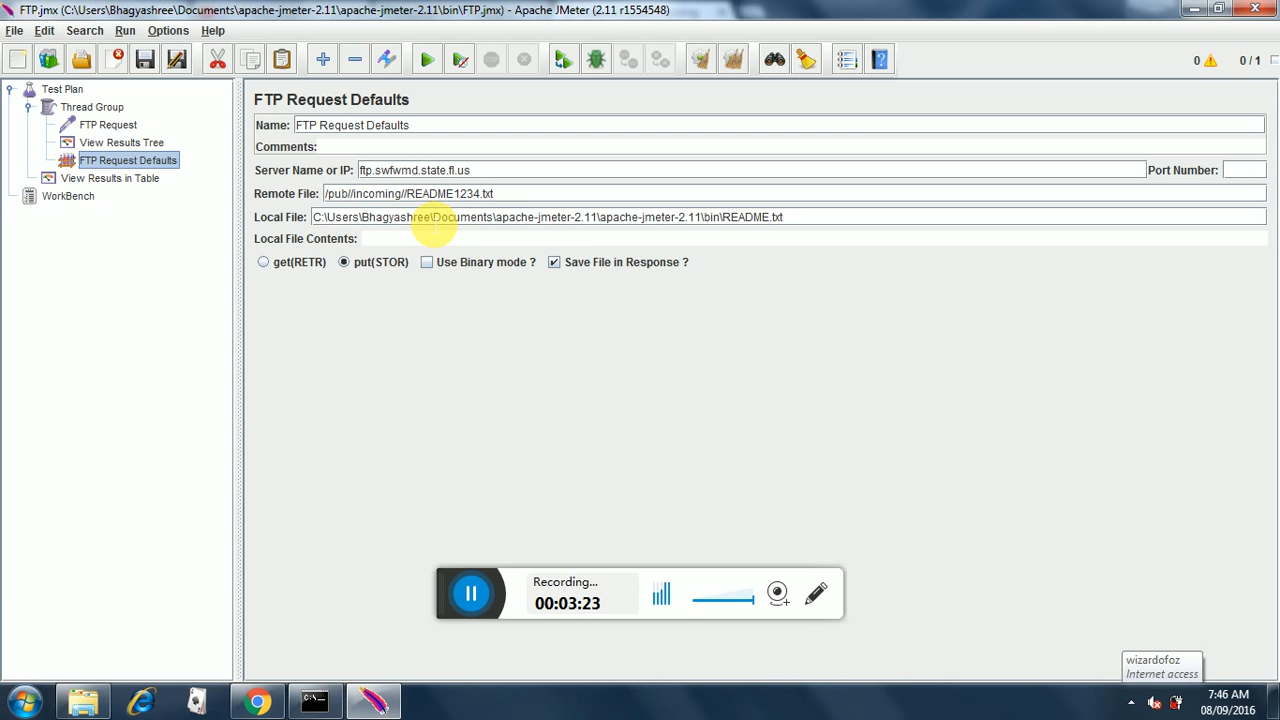 FTP.jmx (C:\Users\Bhagyashree\Documents\apache-jmeter-2.11\apache-jmeter-2.11\bin\FTP.jmx) - Apache JMeter (2.11 r1554548)
File Edit Search Run Options Help
0 0 / 1
Test Plan
Thread Group
FTP Request
View Results Tree
FTP Request Defaults
View Results in Table
WorkBench
FTP Request Defaults
Name: FTP Request Defaults
Comments:
Server Name or IP: ftp.swfwmd.state.fl.us Port Number:
Remote File: /pub//incoming//README1234.txt
Local File: C:\Users\Bhagyashree\Documents\apache-jmeter-2.11\apache-jmeter-2.11\bin\README.txt
Local File Contents:
get(RETR) put(STOR) Use Binary mode ? Save File in Response ?
Recording...
00:03:23
wizardofoz
Internet access
7:46 AM
08/09/2016